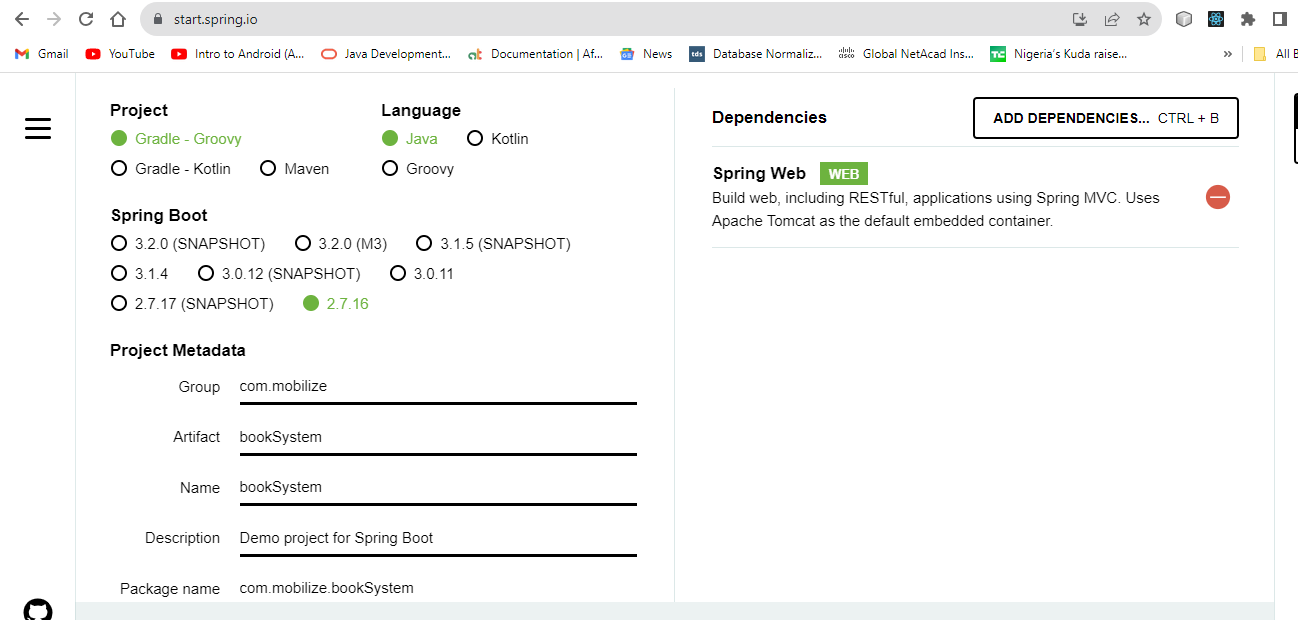 start.spring.io
Gmail YouTube Intro to Android (A... Java Development... Documentation | Af... News Database Normaliz... Global NetAcad Ins... Nigeria's Kuda raise... » All B
Project
Gradle - Groovy
Gradle - Kotlin Maven
Language
Java Kotlin
Groovy
Spring Boot
3.2.0 (SNAPSHOT) 3.2.0 (M3) 3.1.5 (SNAPSHOT)
3.1.4 3.0.12 (SNAPSHOT) 3.0.11
2.7.17 (SNAPSHOT) 2.7.16
Project Metadata
Group com.mobilize
Artifact bookSystem
Name bookSystem
Description Demo project for Spring Boot
Package name com.mobilize.bookSystem
Dependencies ADD DEPENDENCIES... CTRL + B
Spring Web WEB
Build web, including RESTful, applications using Spring MVC. Uses
Apache Tomcat as the default embedded container.